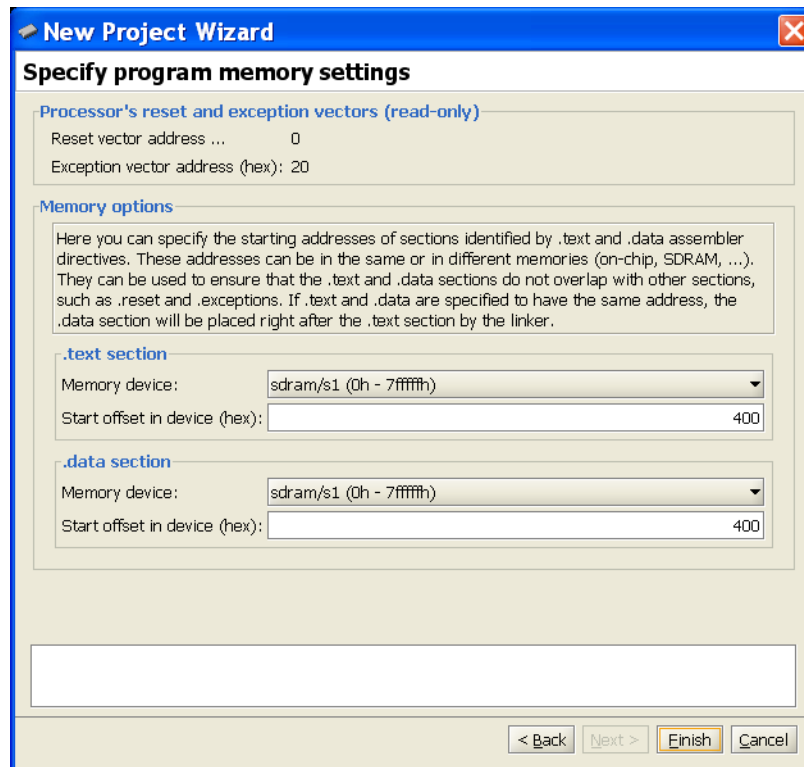 New Project Wizard
Specify program memory settings
Processor's reset and exception vectors (read-only)
Reset vector address ... 0
Exception vector address (hex): 20
Memory options
Here you can specify the starting addresses of sections identified by .text and .data assembler
directives. These addresses can be in the same or in different memories (on-chip, SDRAM, ...).
They can be used to ensure that the .text and .data sections do not overlap with other sections,
such as .reset and .exceptions. If .text and .data are specified to have the same address, the
.data section will be placed right after the .text section by the linker.
.text section
Memory device: sdram/s1 (0h - 7fffffh)
Start offset in device (hex): 400
.data section
Memory device: sdram/s1 (0h - 7fffffh)
Start offset in device (hex): 400
< Back Next > Finish Cancel